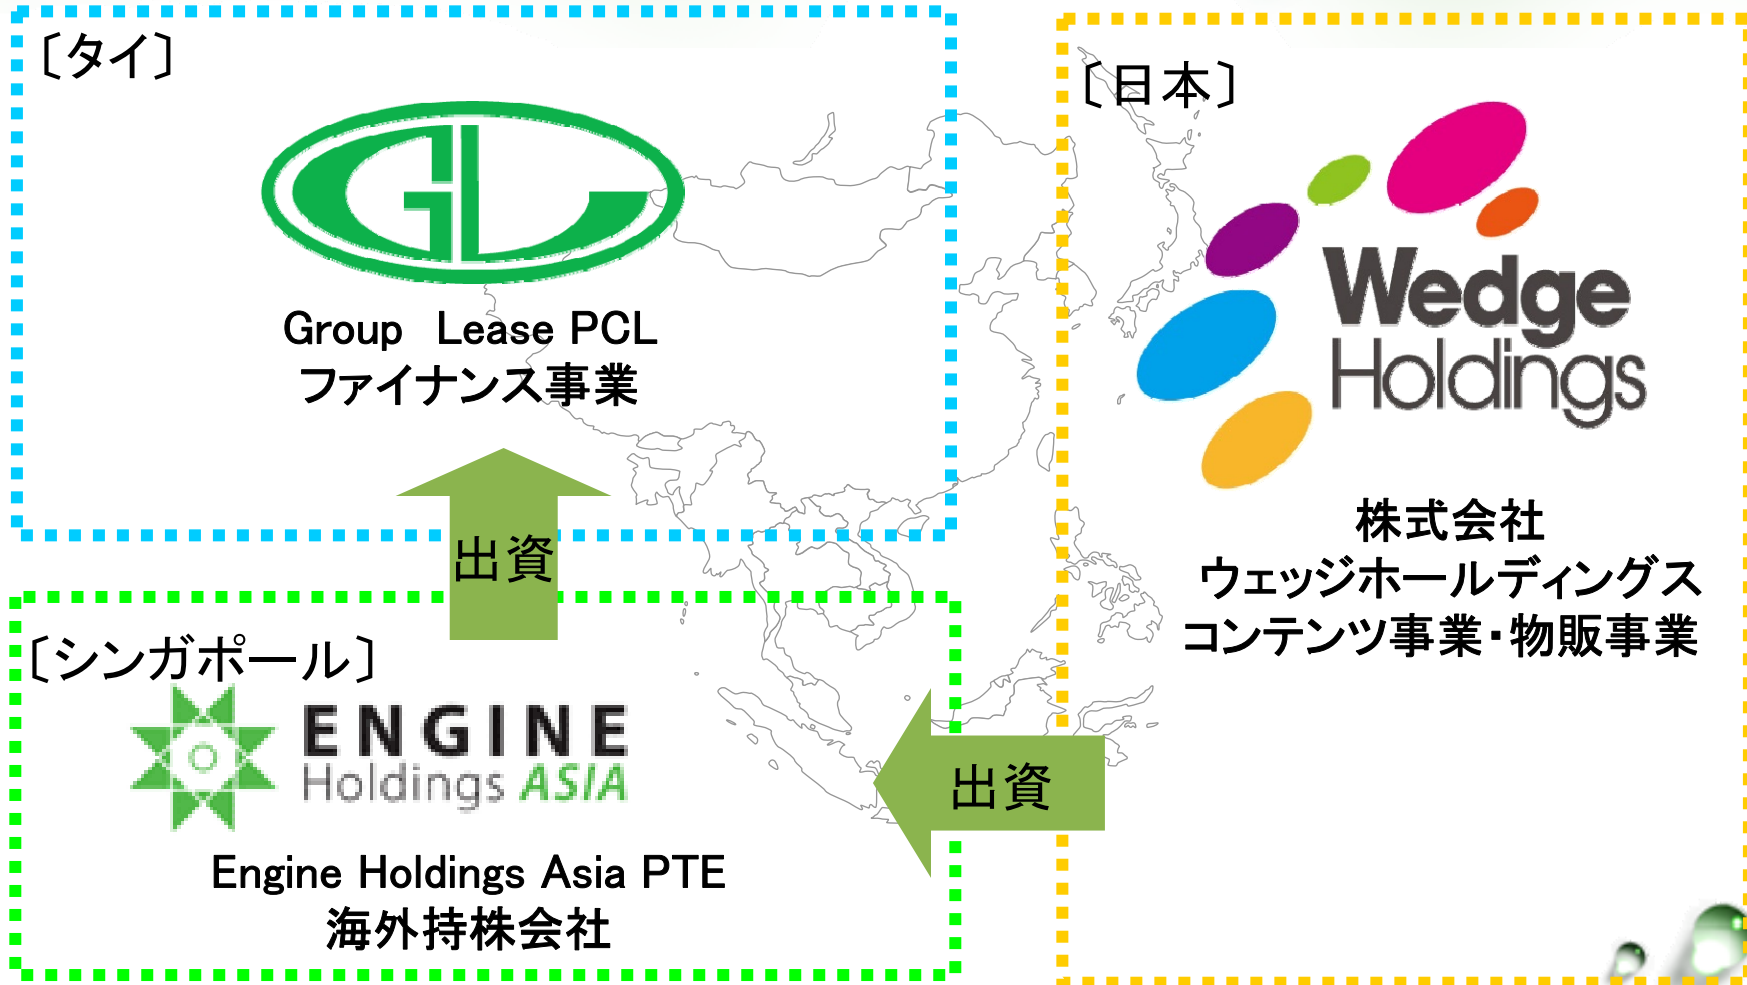 〔タイ〕
GL
Group Lease PCL
ファイナンス事業
出資
〔シンガポール〕
ENGINE
Holdings ASIA
Engine Holdings Asia PTE
海外持株会社
出資
〔日本〕
Wedge
Holdings
株式会社
ウェッジホールディングス
コンテンツ事業・物販事業